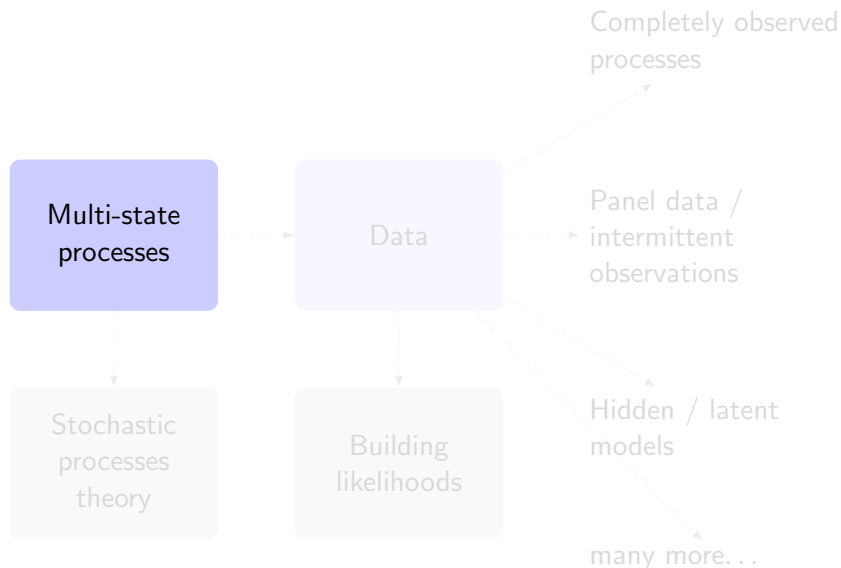 Completely observed
processes
Multi-state
processes
Data
Panel data /
intermittent
observations
Stochastic
processes
theory
Building
likelihoods
Hidden / latent
models
many more...